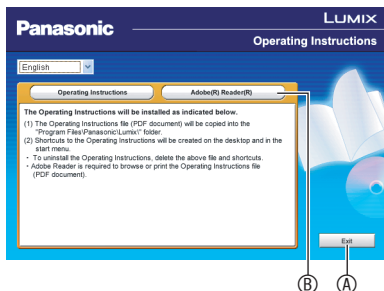 Panasonic
LUMIX
Operating Instructions
English
Operating Instructions
Adobe(R) Reader(R)
The Operating Instructions will be installed as indicated below.
(1) The Operating Instructions file (PDF document) will be copied into the
"Program Files\Panasonic\Lumix\" folder.
(2) Shortcuts to the Operating Instructions will be created on the desktop and in the
start menu.
· To uninstall the Operating Instructions, delete the above file and shortcuts.
· Adobe Reader is required to browse or print the Operating Instructions file
(PDF document).
Exit
Ⓑ Ⓐ